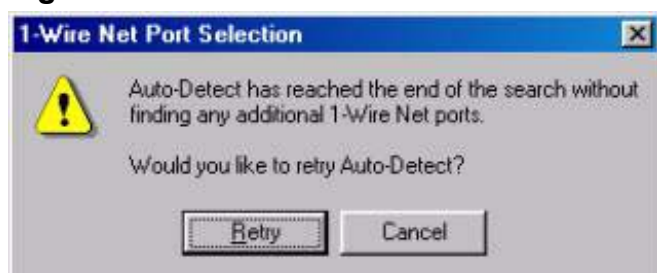 1-Wire Net Port Selection
Auto-Detect has reached the end of the search without
finding any additional 1-Wire Net ports.
Would you like to retry Auto-Detect?
Retry Cancel